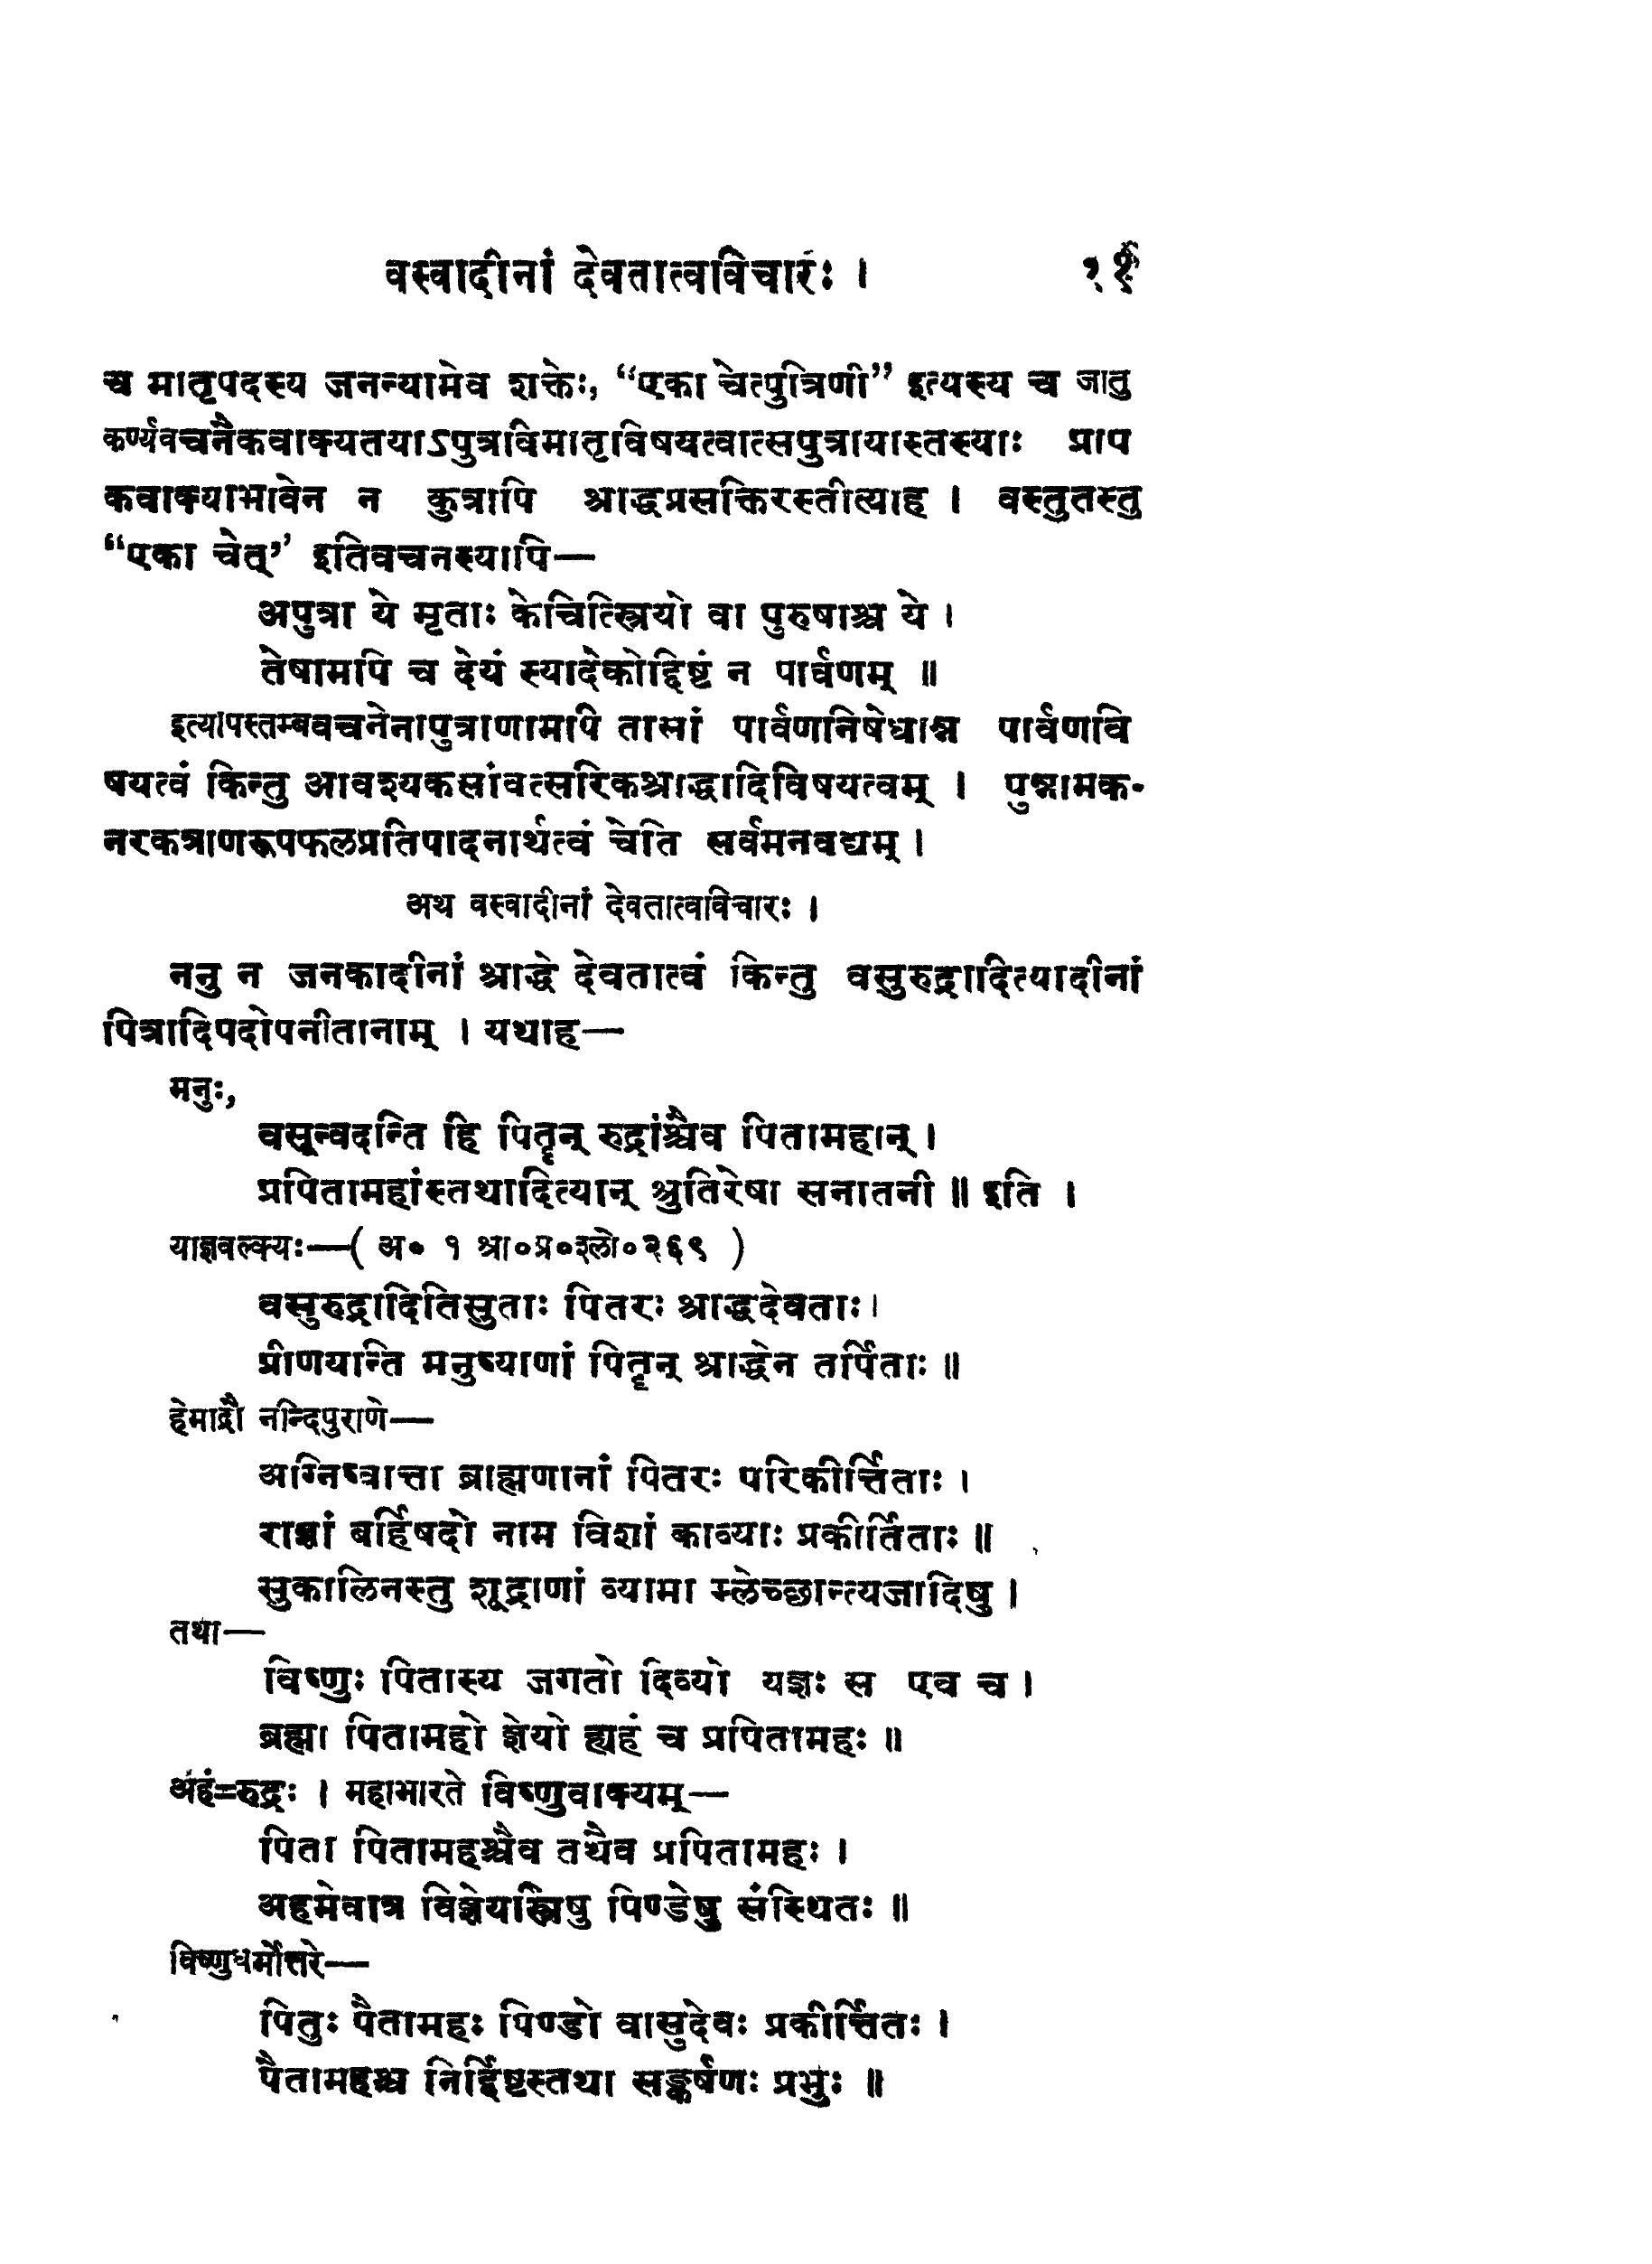 वस्वादीनां देवतात्वविचारः । ११
च मातृपदस्य जनन्यामेव शक्तेः, “एका चेत्पुत्रिणी” इत्यस्य च जातु
कर्ण्यवचनैकवाक्यतयाऽपुत्रविमातृविषयत्वात्सपुत्रायास्तस्याः प्राप
कवाक्याभावेन न कुत्रापि श्राद्धप्रसक्तिरस्तीत्याह । वस्तुतस्तु
“एका चेत्” इतिवचनस्यापि—
अपुत्रा ये मृताः केचित्स्त्रियो वा पुरुषाश्च ये ।
तेषामपि च देयं स्यादेकोद्दिष्टं न पार्वणम् ॥
इत्यापस्तम्बवचनेनापुत्राणामपि तासां पार्वणनिषेधान्न पार्वणवि
षयत्वं किन्तु आवश्यकसांवत्सरिकश्राद्धादिविषयत्वम् । पुन्नामक-
नरकत्राणरूपफलप्रतिपादनार्थत्वं चेति सर्वमनवद्यम् ।
अथ वस्वादीनां देवतात्वविचारः ।
ननु न जनकादीनां श्राद्धे देवतात्वं किन्तु वसुरुद्रादित्यादीनां
पित्रादिपदोपनीतानाम् । यथाह—
मनुः,
वसून्वदन्ति हि पितॄन् रुद्रांश्चैव पितामहान् ।
प्रपितामहांस्तथादित्यान् श्रुतिरेषा सनातनी ॥ इति ।
याज्ञवल्क्यः—( अ० १ श्रा०प्र०श्लो०२६९ )
वसुरुद्रादितिसुताः पितरः श्राद्धदेवताः ।
प्रीणयान्ति मनुष्याणां पितॄन् श्राद्धेन तर्पिताः ॥
हेमाद्रौ नन्दिपुराणे—
अग्निष्वात्ता ब्राह्मणानां पितरः परिकीर्त्तिताः ।
राज्ञां बर्हिषदो नाम विशां काव्याः प्रकीर्तिताः ॥
सुकालिनस्तु शूद्राणां व्यामा म्लेच्छान्त्यजादिषु ।
तथा—
विष्णुः पितास्य जगतो दिव्यो यज्ञः स एव च ।
ब्रह्मा पितामहो ज्ञेयो ह्यहं च प्रपितामहः ॥
अहं=रुद्रः । महाभारते विष्णुवाक्यम्—
पिता पितामहश्चैव तथैव प्रपितामहः ।
अहमेवात्र विज्ञेयस्त्रिषु पिण्डेषु संस्थितः ॥
विष्णुधर्मोत्तरे—
पितुः पैतामहः पिण्डो वासुदेवः प्रकीर्त्तितः ।
पैतामहश्च निर्द्दिष्टस्तथा सङ्कर्षणः प्रभुः ॥